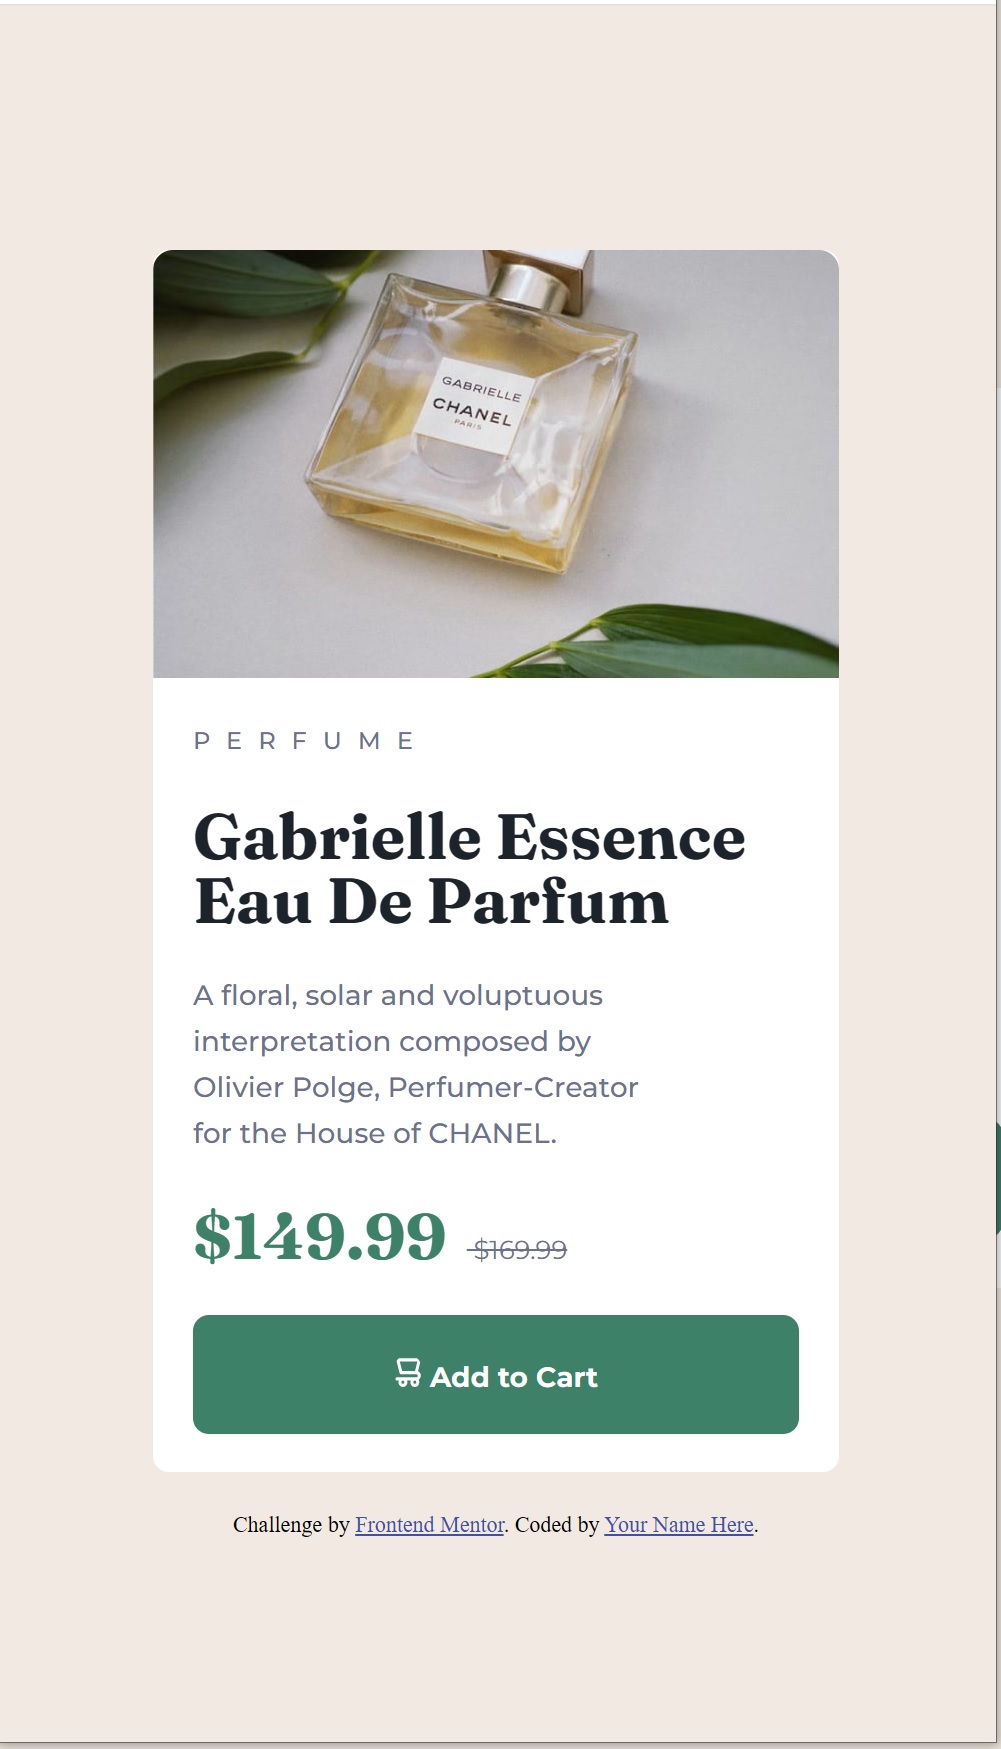 GABRIELLE
CHANEL
PARIS
PERFUME
Gabrielle Essence
Eau De Parfum
A floral, solar and voluptuous
interpretation composed by
Olivier Polge, Perfumer-Creator
for the House of CHANEL.
$149.99 $169.99
Add to Cart
Challenge by Frontend Mentor. Coded by Your Name Here.